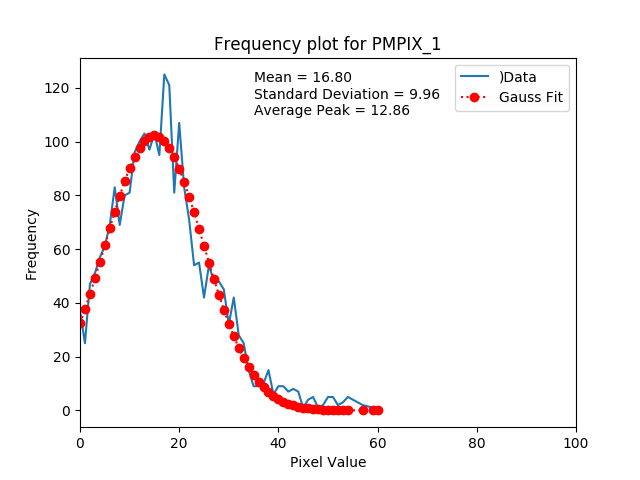 Frequency plot for PMPIX_1
Mean = 16.80
Standard Deviation = 9.96
Average Peak = 12.86
)Data
Gauss Fit
Frequency
120
100
80
60
40
20
0
0 20 40 60 80 100
Pixel Value